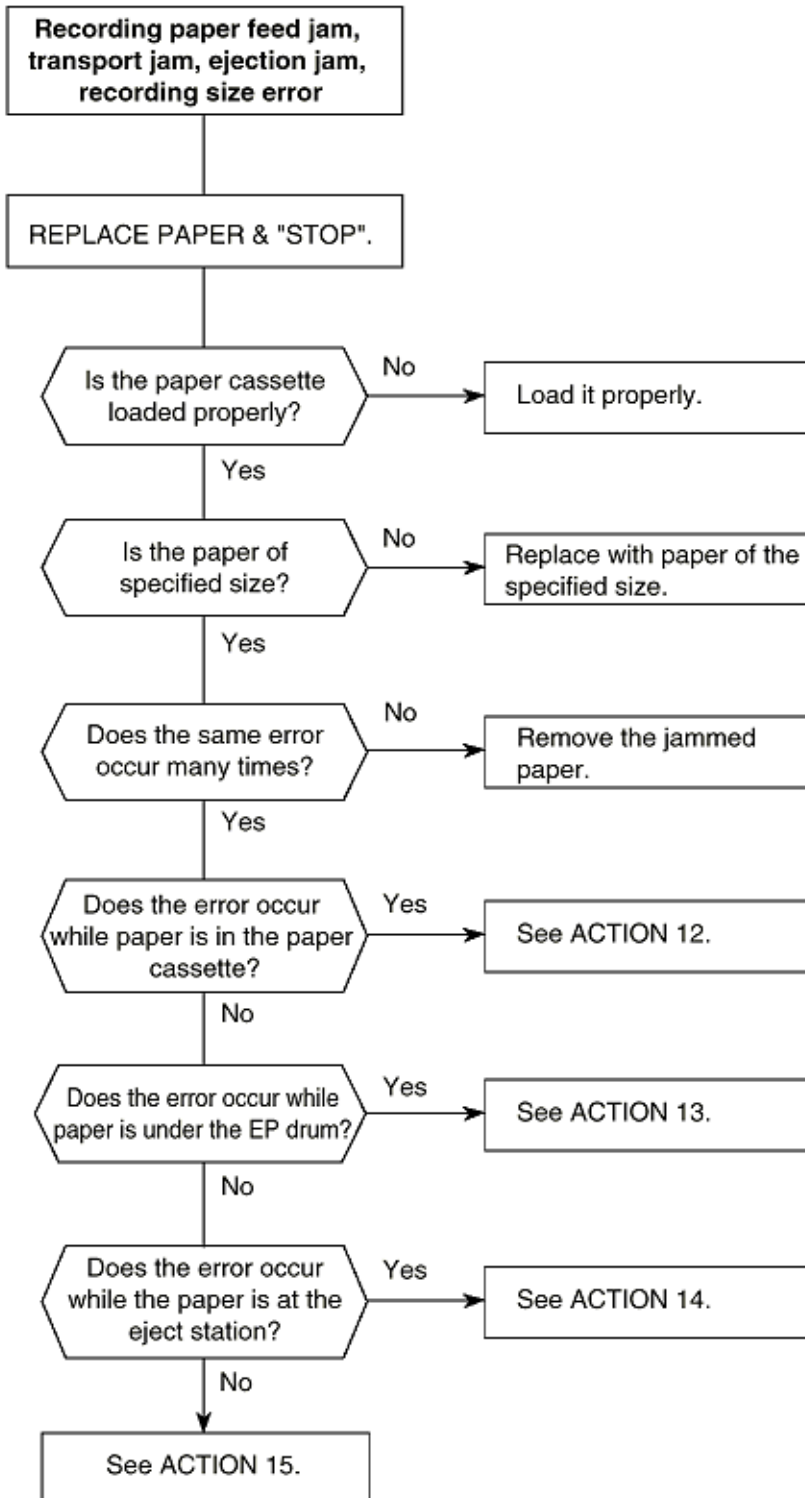 Recording paper feed jam,
transport jam, ejection jam,
recording size error
REPLACE PAPER & "STOP".
Is the paper cassette
loaded properly?
No
Load it properly.
Yes
Is the paper of
specified size?
No
Replace with paper of the
specified size.
Yes
Does the same error
occur many times?
No
Remove the jammed
paper.
Yes
Does the error occur
while paper is in the paper
cassette?
Yes
See ACTION 12.
No
Does the error occur while
paper is under the EP drum?
Yes
See ACTION 13.
No
Does the error occur
while the paper is at the
eject station?
Yes
See ACTION 14.
No
See ACTION 15.